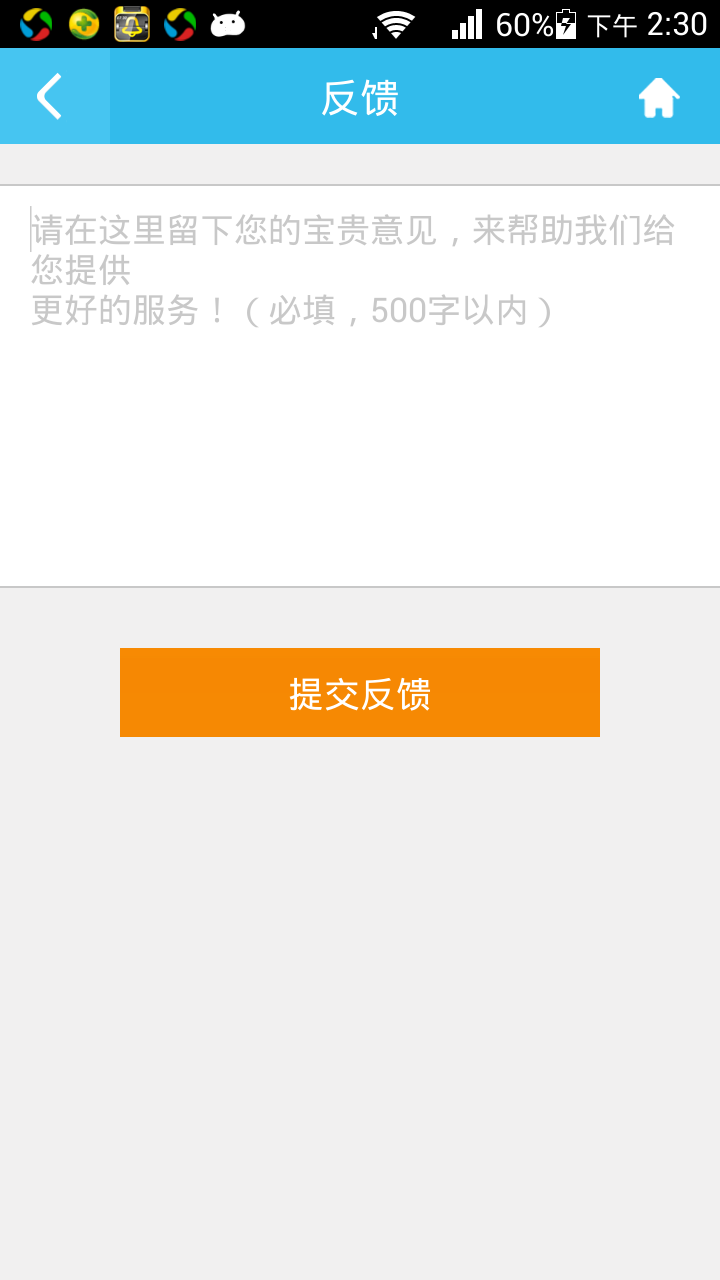 60% 下午 2:30
反馈
请在这里留下您的宝贵意见，来帮助我们给
您提供
更好的服务！（必填，500字以内）
提交反馈